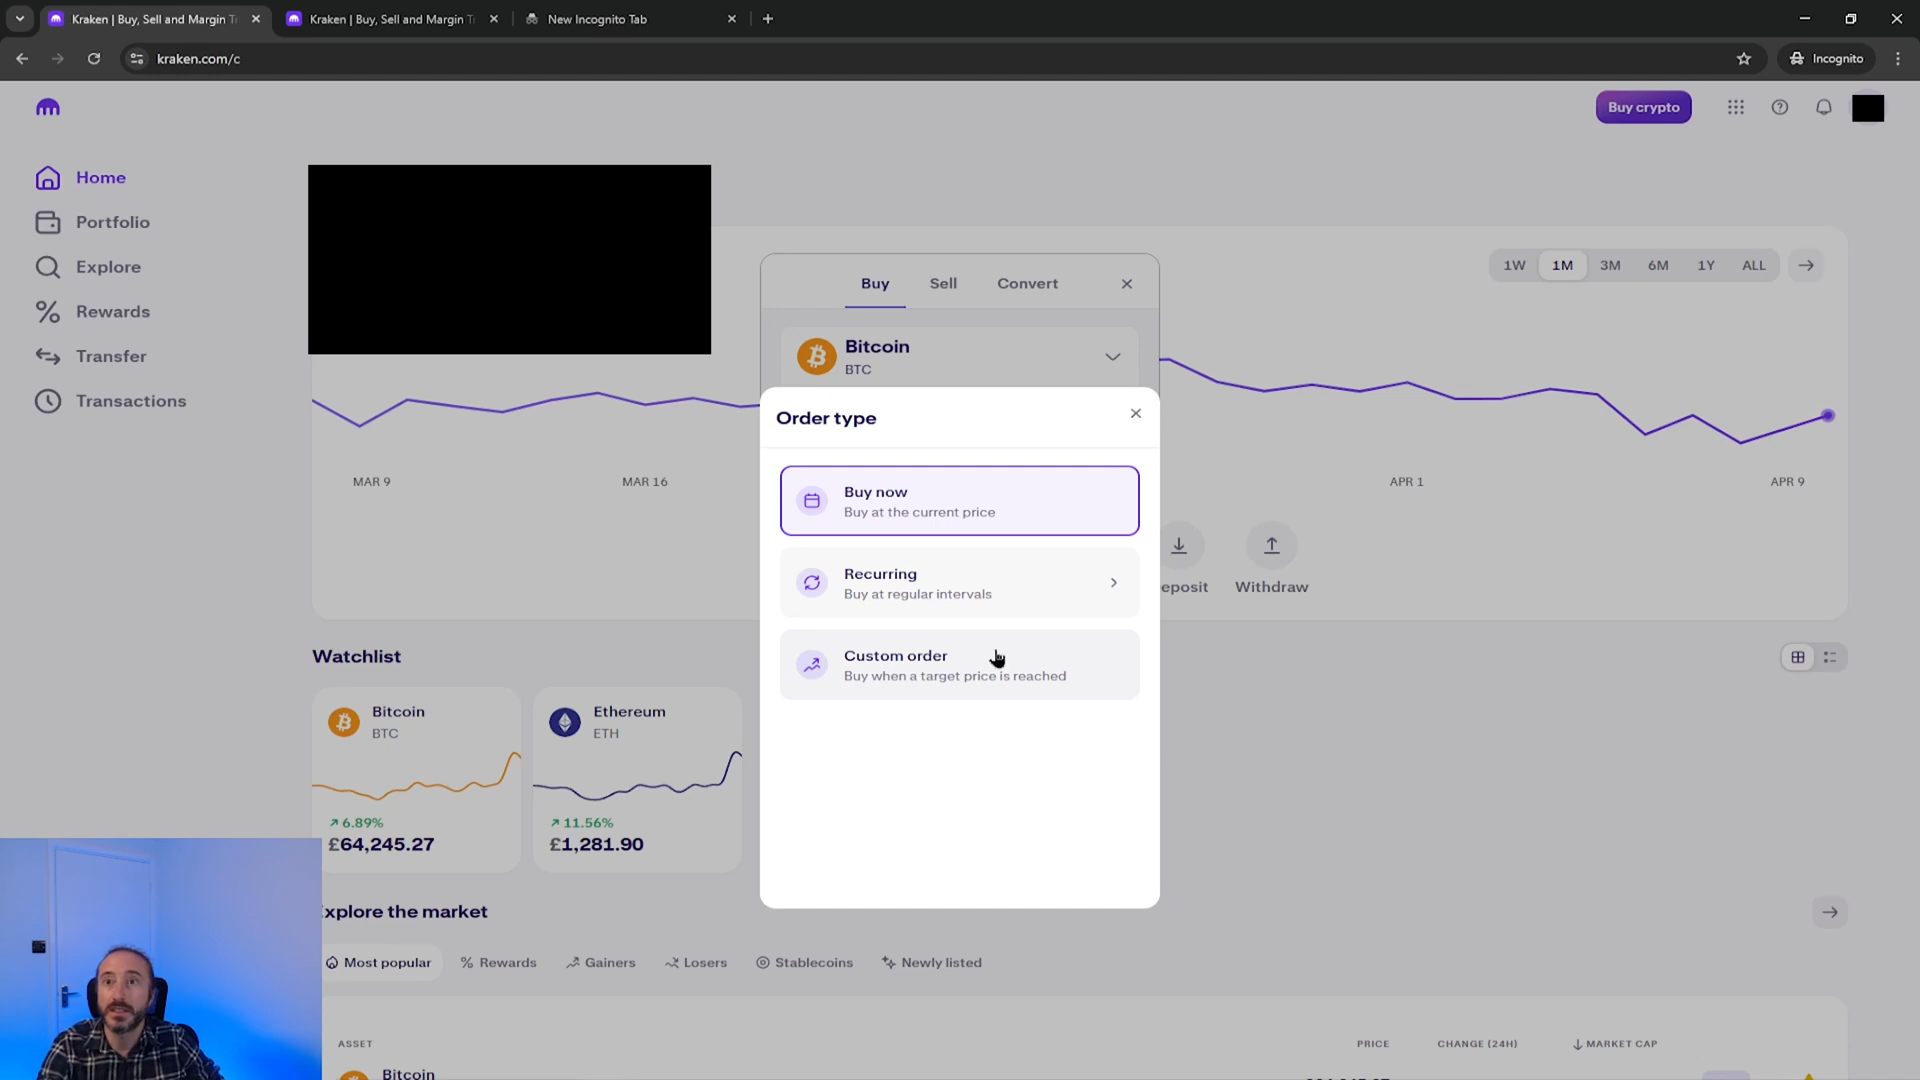 Kraken | Buy, Sell and Margin T
Kraken | Buy, Sell and Margin T
New Incognito Tab
kraken.com/c
Incognito
Buy crypto
Home
Portfolio
Explore
Rewards
Transfer
Transactions
1W 1M 3M 6M 1Y ALL
Buy Sell Convert
Bitcoin
BTC
Order type
Buy now
Buy at the current price
Recurring
Buy at regular intervals
Custom order
Buy when a target price is reached
MAR 9 MAR 16 APR 1 APR 9
eposit Withdraw
Watchlist
Bitcoin
BTC
6.89%
£64,245.27
Ethereum
ETH
11.56%
£1,281.90
xplore the market
Most popular % Rewards Gainers Losers Stablecoins Newly listed
ASSET PRICE CHANGE (24H) MARKET CAP
Bitcoin